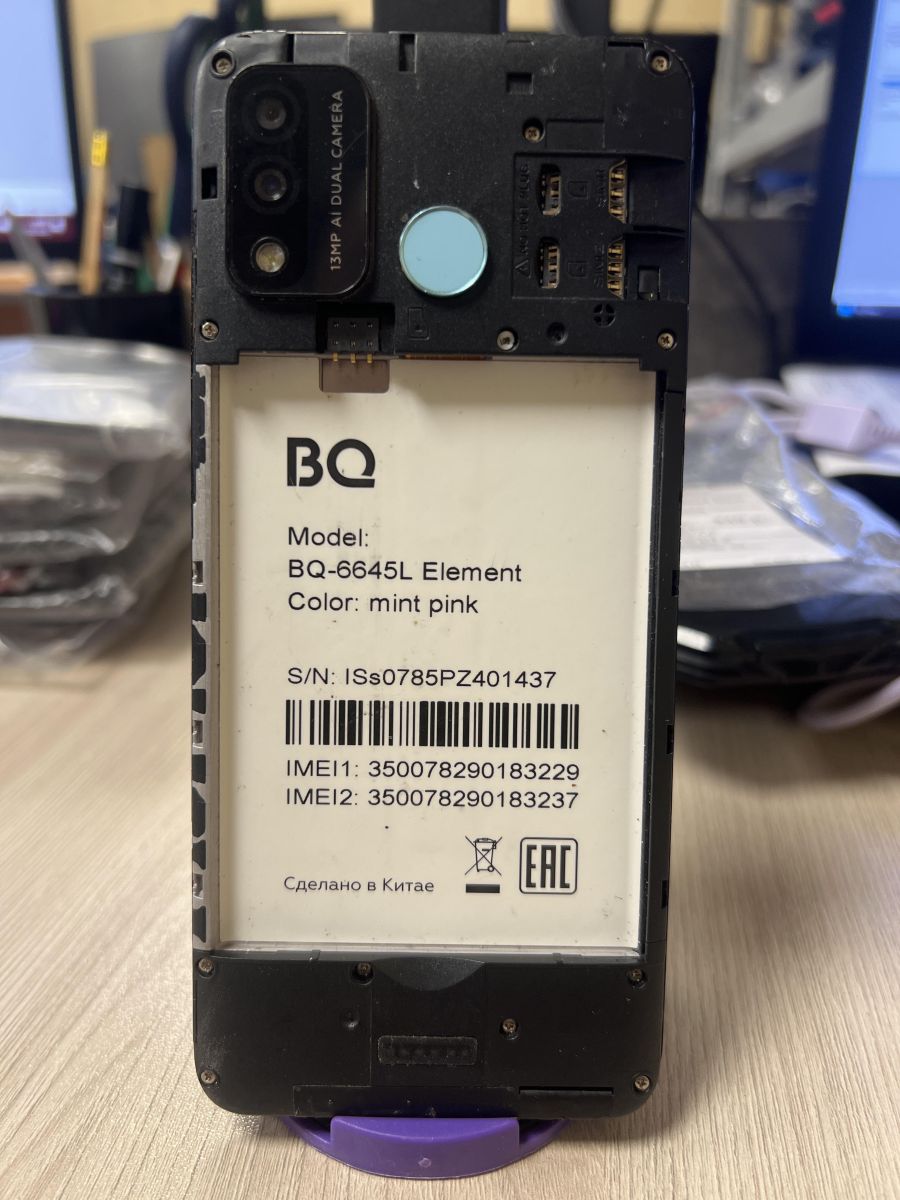 13MP AI DUAL CAMERA
BQ
Model:
BQ-6645L Element
Color: mint pink
S/N: ISs0785PZ401437
IMEI1: 350078290183229
IMEI2: 350078290183237
Сделано в Китае
EAC